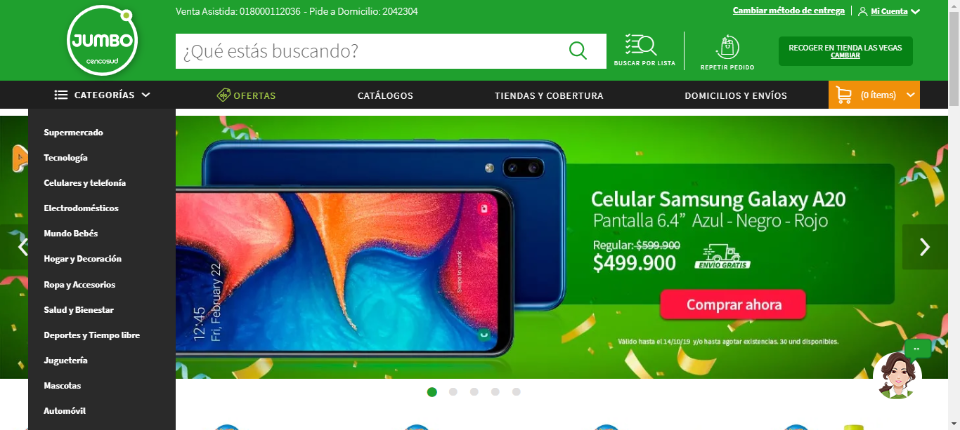 Venta Asistida: 018000112036 - Pide a Domicilio: 2042304
Cambiar método de entrega
Mi Cuenta
JUMBO
cencosud
¿Qué estás buscando?
BUSCAR POR LISTA
REPETIR PEDIDO
RECOGER EN TIENDA LAS VEGAS
CAMBIAR
CATEGORÍAS
OFERTAS
CATÁLOGOS
TIENDAS Y COBERTURA
DOMICILIOS Y ENVÍOS
(0 ítems)
Supermercado
Tecnología
Celulares y telefonía
Electrodomésticos
Mundo Bebés
Hogar y Decoración
Ropa y Accesorios
Salud y Bienestar
Deportes y Tiempo libre
Juguetería
Mascotas
Automóvil
12:45
Fri, February 22
Swipe to unlock
Celular Samsung Galaxy A20
Pantalla 6.4” Azul - Negro - Rojo
Regular: $599.900
$499.900
ENVÍO GRATIS
Comprar ahora
Válido hasta el 14/10/19 y/o hasta agotar existencias. 30 und disponibles.